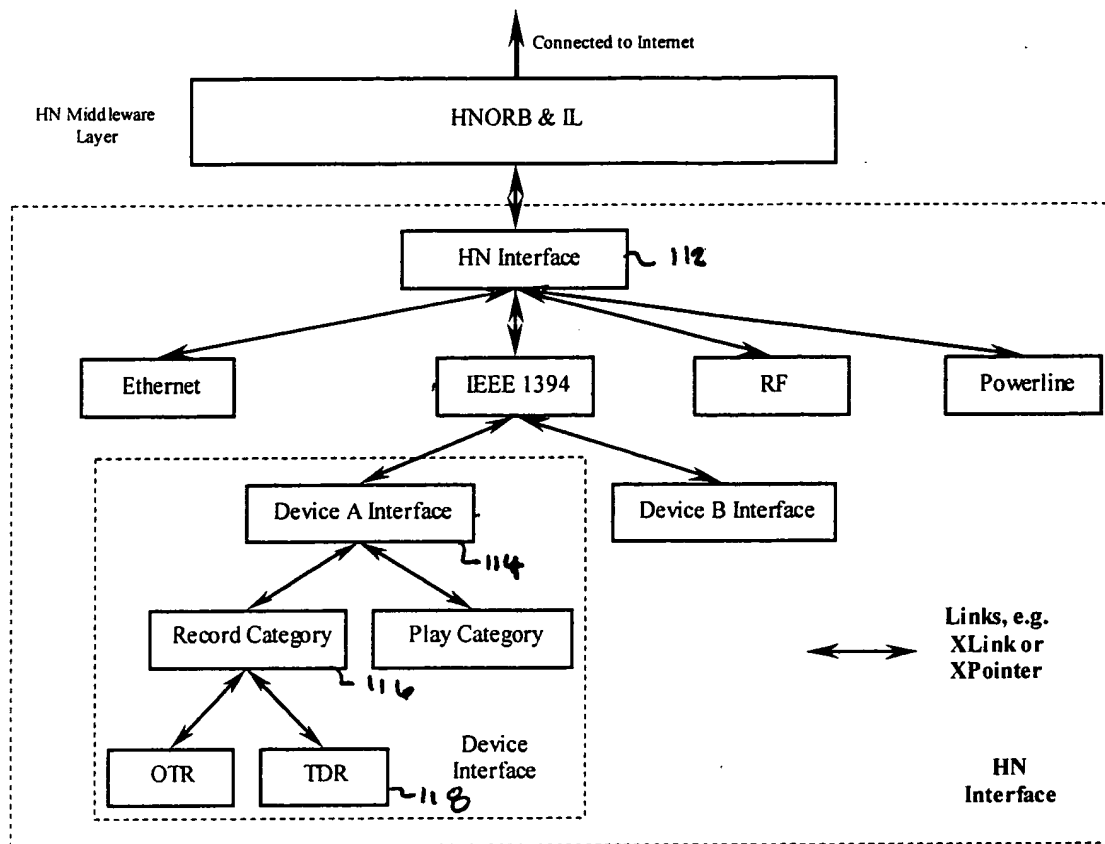 Connected to Internet
HN Middleware
Layer
HNORB & IL
HN Interface
112
Ethernet
IEEE 1394
RF
Powerline
Device A Interface
Device B Interface
114
Record Category
Play Category
116
Links, e.g.
XLink or
XPointer
OTR
TDR
Device
Interface
118
HN
Interface